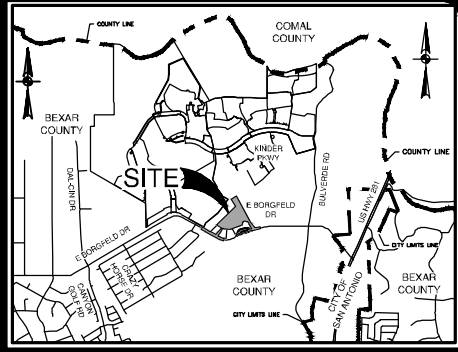 COUNTY LINE
COMAL
COUNTY
BEXAR
COUNTY
DAL-CIN DR
KINDER
PKWY
BULVERDE RD
COUNTY LINE
SITE
E BORGFELD
DR
US HWY 281
E BORGFELD DR
CITY LIMITS LINE
CRAZY
HORSE DR
CANYON
GOLF RD
BEXAR
COUNTY
CITY OF
SAN ANTONIO
BEXAR
COUNTY
CITY LIMITS LINE